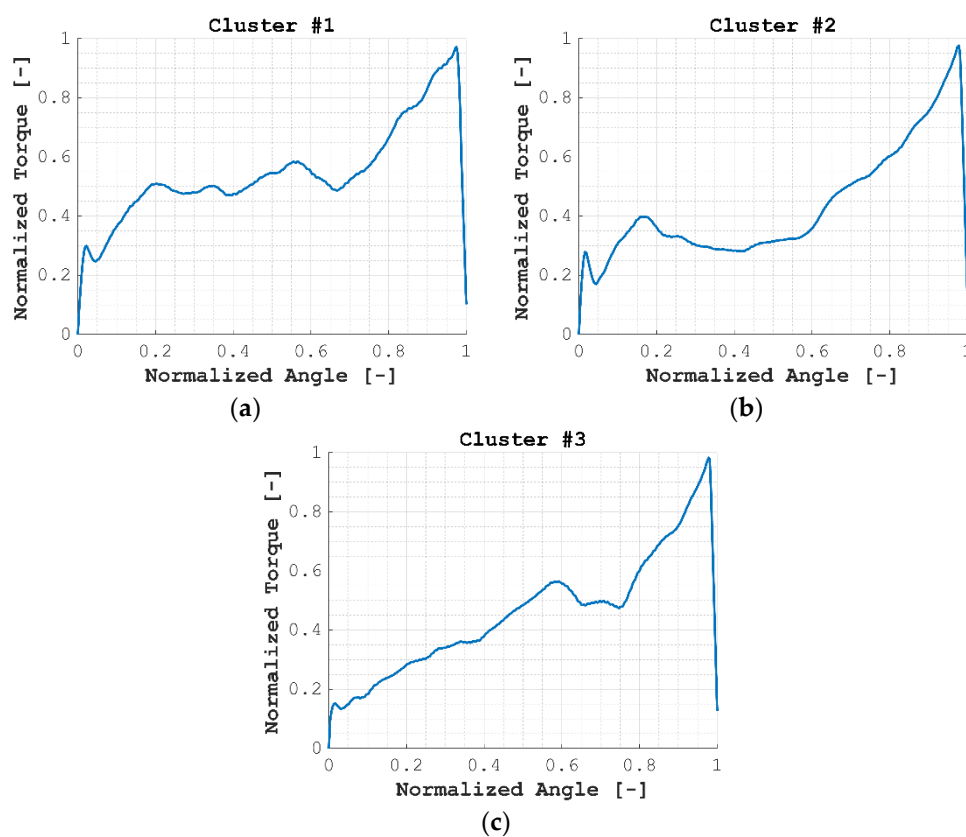 Cluster #1
Normalized Torque [-]
1
0.8
0.6
0.4
0.2
0
0 0.2 0.4 0.6 0.8 1
Normalized Angle [-]
(a)
Cluster #2
Normalized Torque [-]
1
0.8
0.6
0.4
0.2
0
0 0.2 0.4 0.6 0.8 1
Normalized Angle [-]
(b)
Cluster #3
Normalized Torque [-]
1
0.8
0.6
0.4
0.2
0
0 0.2 0.4 0.6 0.8 1
Normalized Angle [-]
(c)